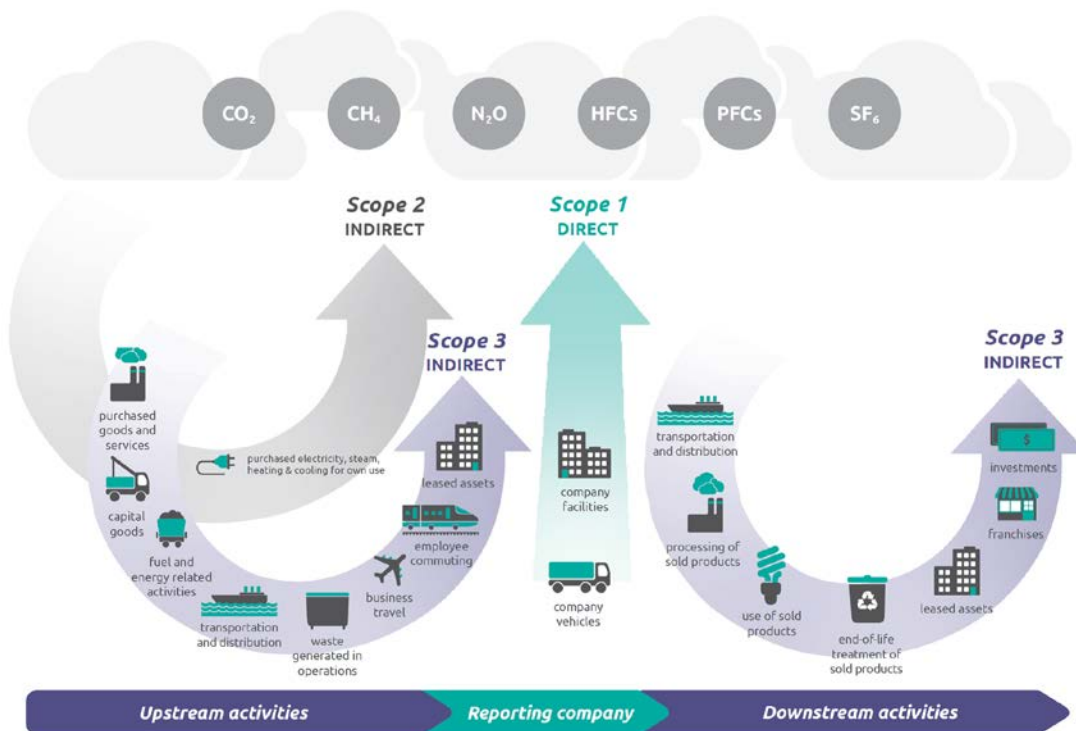 CO₂
CH₄
N₂O
HFCs
PFCs
SF₆
Scope 2
INDIRECT
Scope 1
DIRECT
Scope 3
INDIRECT
Scope 3
INDIRECT
purchased
goods and
services
capital
goods
fuel and
energy related
activities
purchased electricity, steam,
heating & cooling for own use
transportation
and distribution
waste
generated in
operations
business
travel
employee
commuting
leased assets
company
facilities
company
vehicles
transportation
and distribution
processing of
sold products
use of sold
products
end-of-life
treatment of
sold products
leased assets
franchises
$
investments
Upstream activities
Reporting company
Downstream activities